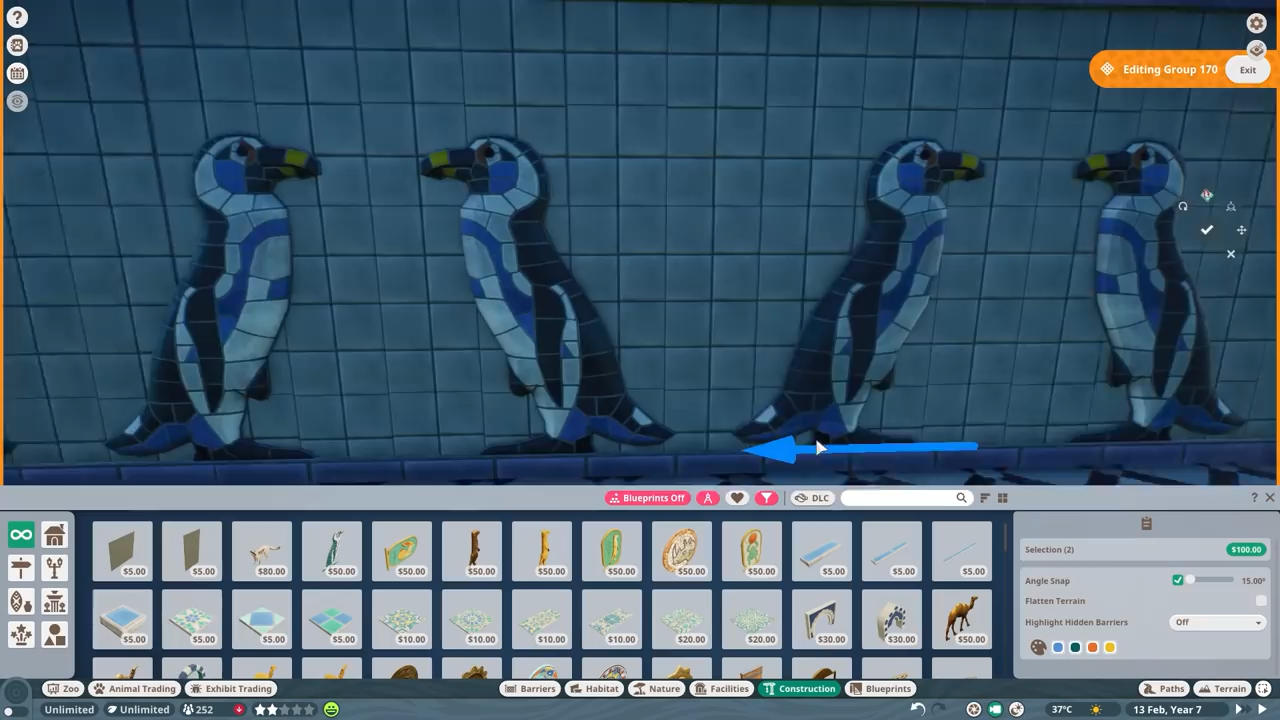 Editing Group 170 Exit
Blueprints Off DLC
$5.00 $5.00 $80.00 $50.00 $50.00 $50.00 $50.00 $50.00 $50.00 $50.00 $5.00 $5.00 $5.00
$5.00 $5.00 $5.00 $5.00 $10.00 $10.00 $10.00 $10.00 $20.00 $20.00 $30.00 $30.00 $50.00
Selection (2) $100.00
Angle Snap 15.00°
Flatten Terrain
Highlight Hidden Barriers Off
Zoo Animal Trading Exhibit Trading Barriers Habitat Nature Facilities Construction Blueprints Paths Terrain
Unlimited Unlimited 252 37°C 13 Feb, Year 7